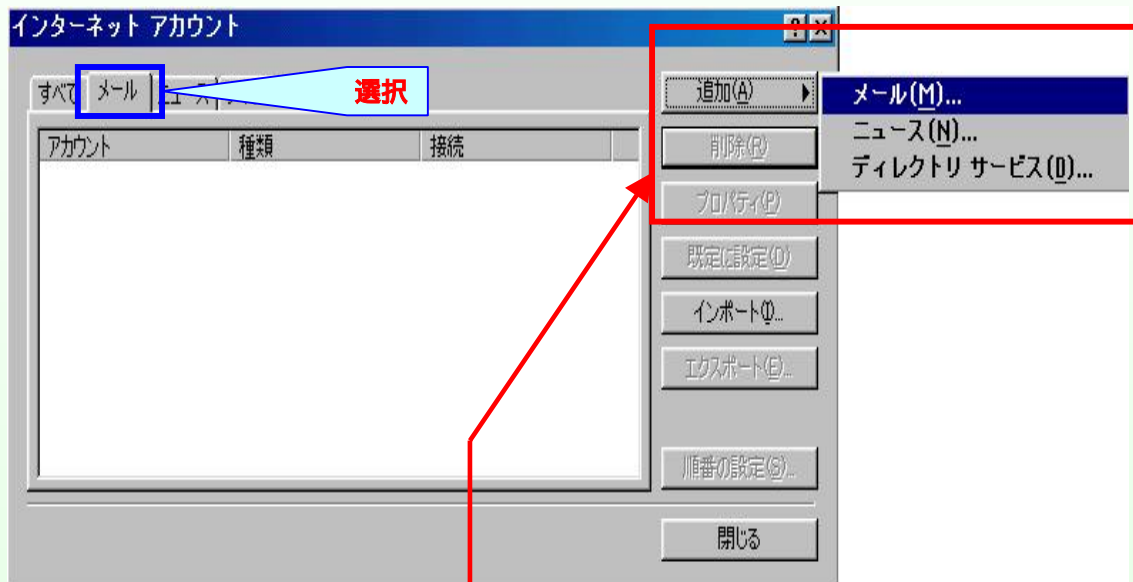 インターネット アカウント
すべて
メール
選択
アカウント
種類
接続
追加(A)
メール(M)...
ニュース(N)...
ディレクトリ サービス(D)...
削除(R)
プロパティ(P)
既定に設定(D)
インポート(I)...
エクスポート(E)...
順番の設定(S)...
閉じる